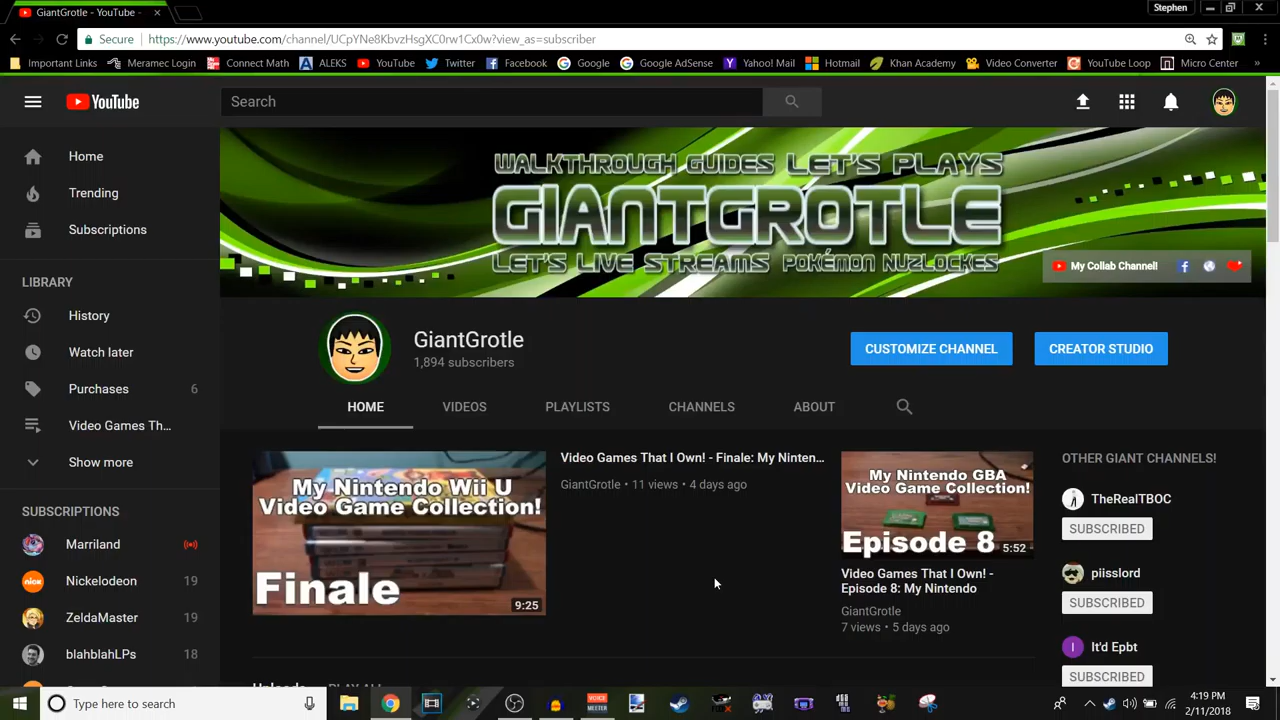 GiantGrotle - YouTube -
Stephen
Secure https://www.youtube.com/channel/UCpYNe8KbvzHsgXC0rw1Cx0w?view_as=subscriber
Important Links Meramec Login Connect Math ALEKS YouTube Twitter Facebook Google Google AdSense Yahoo! Mail Hotmail Khan Academy Video Converter YouTube Loop Micro Center »
YouTube
Search
WALKTHROUGH GUIDES LET'S PLAYS
GIANTGROTLE
LET'S LIVE STREAMS POKÉMON NUZLOCKES
My Collab Channel!
Home
Trending
Subscriptions
LIBRARY
History
Watch later
Purchases 6
Video Games Th...
Show more
SUBSCRIPTIONS
Marriland
Nickelodeon 19
ZeldaMaster 19
blahblahLPs 18
GiantGrotle
1,894 subscribers
CUSTOMIZE CHANNEL
CREATOR STUDIO
HOME VIDEOS PLAYLISTS CHANNELS ABOUT
My Nintendo Wii U
Video Game Collection!
Finale
9:25
Video Games That I Own! - Finale: My Ninten...
GiantGrotle • 11 views • 4 days ago
My Nintendo GBA
Video Game Collection!
Episode 8
5:52
Video Games That I Own! -
Episode 8: My Nintendo
GiantGrotle
7 views • 5 days ago
OTHER GIANT CHANNELS!
TheRealTBOC
SUBSCRIBED
piisslord
SUBSCRIBED
I
It'd Epbt
SUBSCRIBED
Type here to search
4:19 PM
2/11/2018